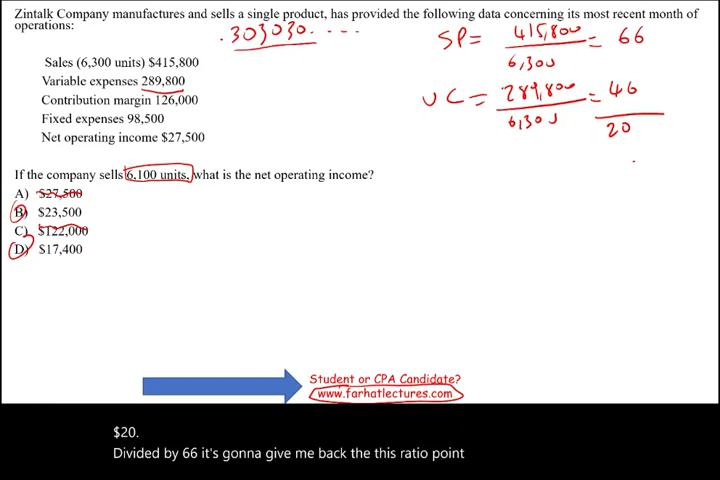 Zintalk Company manufactures and sells a single product, has provided the following data concerning its most recent month of
operations:
.303030. ....
SP = 415,800 / 6,300 = 66
Sales (6,300 units) $415,800
Variable expenses 289,800
Contribution margin 126,000
Fixed expenses 98,500
Net operating income $27,500
VC = 289,800 / 6,300 = 46
20
If the company sells 6,100 units, what is the net operating income?
A) $27,500
B) $23,500
C) $122,000
D) $17,400
Student or CPA Candidate?
www.farhatlectures.com
$20.
Divided by 66 it's gonna give me back the this ratio point